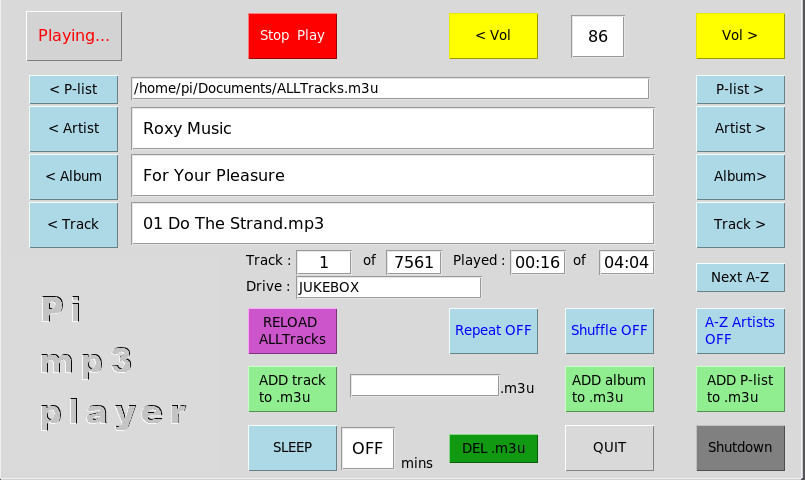 Playing...
Stop Play
< Vol
86
Vol >
< P-list
/home/pi/Documents/ALLTracks.m3u
P-list >
< Artist
Roxy Music
Artist >
< Album
For Your Pleasure
Album>
< Track
01 Do The Strand.mp3
Track >
Track : 1 of 7561 Played : 00:16 of 04:04
Drive : JUKEBOX
Next A-Z
Pi
mp3
player
RELOAD
ALLTracks
Repeat OFF
Shuffle OFF
A-Z Artists
OFF
ADD track
to .m3u
.m3u
ADD album
to .m3u
ADD P-list
to .m3u
SLEEP
OFF
mins
DEL .m3u
QUIT
Shutdown